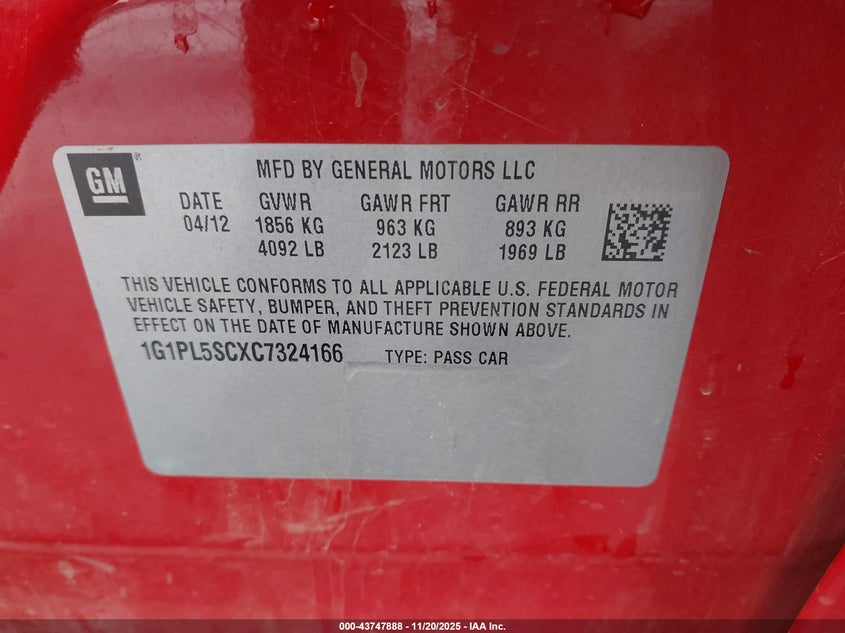 GM
MFD BY GENERAL MOTORS LLC
DATE GVWR GAWR FRT GAWR RR
04/12 1856 KG 963 KG 893 KG
4092 LB 2123 LB 1969 LB
THIS VEHICLE CONFORMS TO ALL APPLICABLE U.S. FEDERAL MOTOR
VEHICLE SAFETY, BUMPER, AND THEFT PREVENTION STANDARDS IN
EFFECT ON THE DATE OF MANUFACTURE SHOWN ABOVE.
1G1PL5SCXC7324166 TYPE: PASS CAR
000-43747888 - 11/20/2025 - IAA Inc.